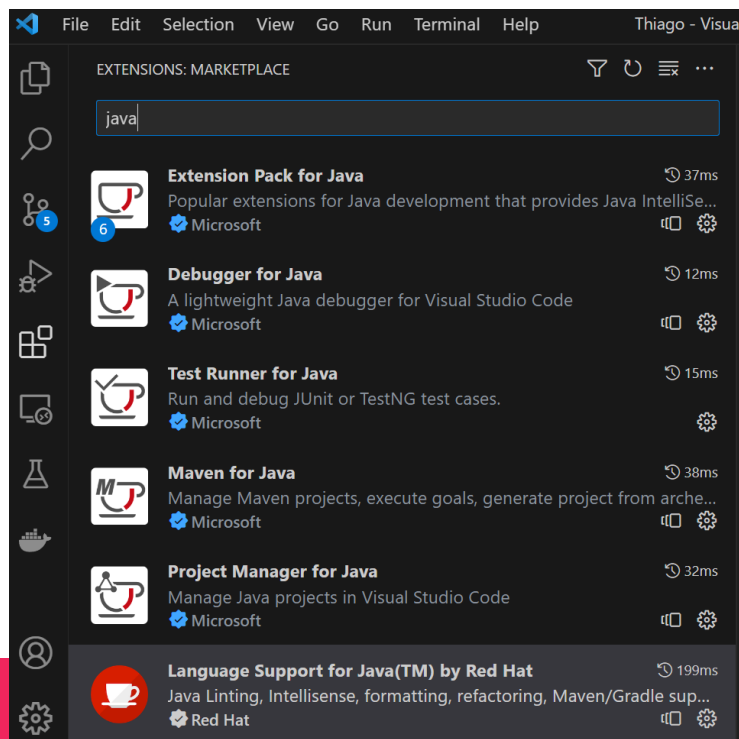 File Edit Selection View Go Run Terminal Help Thiago - Visua
EXTENSIONS: MARKETPLACE
java
Extension Pack for Java 37ms
Popular extensions for Java development that provides Java IntelliSe...
6 Microsoft
5
Debugger for Java 12ms
A lightweight Java debugger for Visual Studio Code
Microsoft
Test Runner for Java 15ms
Run and debug JUnit or TestNG test cases.
Microsoft
Maven for Java 38ms
M
Manage Maven projects, execute goals, generate project from arche...
Microsoft
Project Manager for Java 32ms
Manage Java projects in Visual Studio Code
Microsoft
Language Support for Java(TM) by Red Hat 199ms
Java Linting, Intellisense, formatting, refactoring, Maven/Gradle sup...
Red Hat